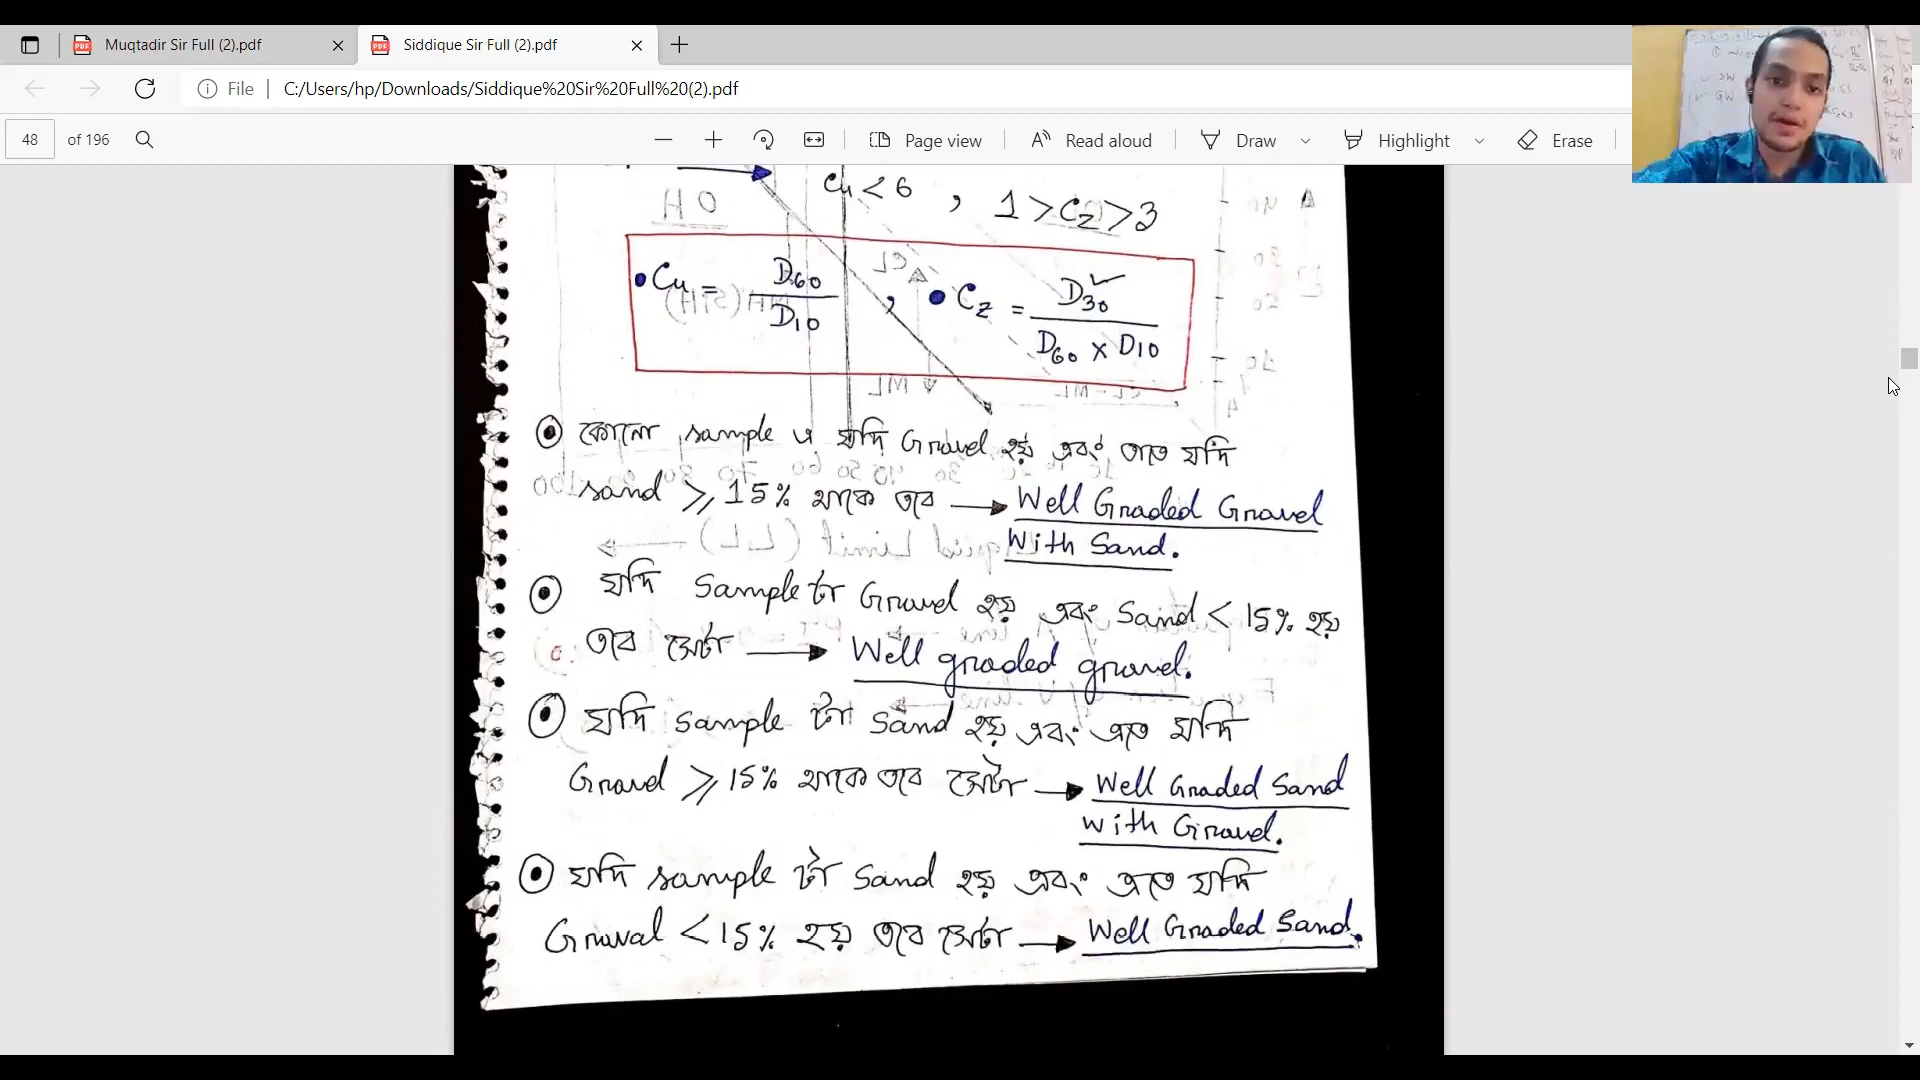 Muqtadir Sir Full (2).pdf
Siddique Sir Full (2).pdf
File
C:/Users/hp/Downloads/Siddique%20Sir%20Full%20(2).pdf
48 of 196
Page view
Read aloud
Draw
Highlight
Erase
Cu < 6 , 1 > Cz > 3
Cu = D60 / D10 , Cz = D30² / D60 x D10
কোনো sample এ যদি Gravel হয় এবং তাতে যদি
sand ≥ 15% থাকে তবে → Well Graded Gravel
With Sand.
যদি Sample টা Gravel হয় এবং Sand < 15% হয়
তবে সেটা → Well graded gravel.
যদি sample টা Sand হয় এবং এতে যদি
Gravel ≥ 15% থাকে তবে সেটা → Well Graded Sand
With Gravel.
যদি sample টা Sand হয় এবং এতে যদি
Graval < 15% হয় তবে সেটা → Well Graded Sand.